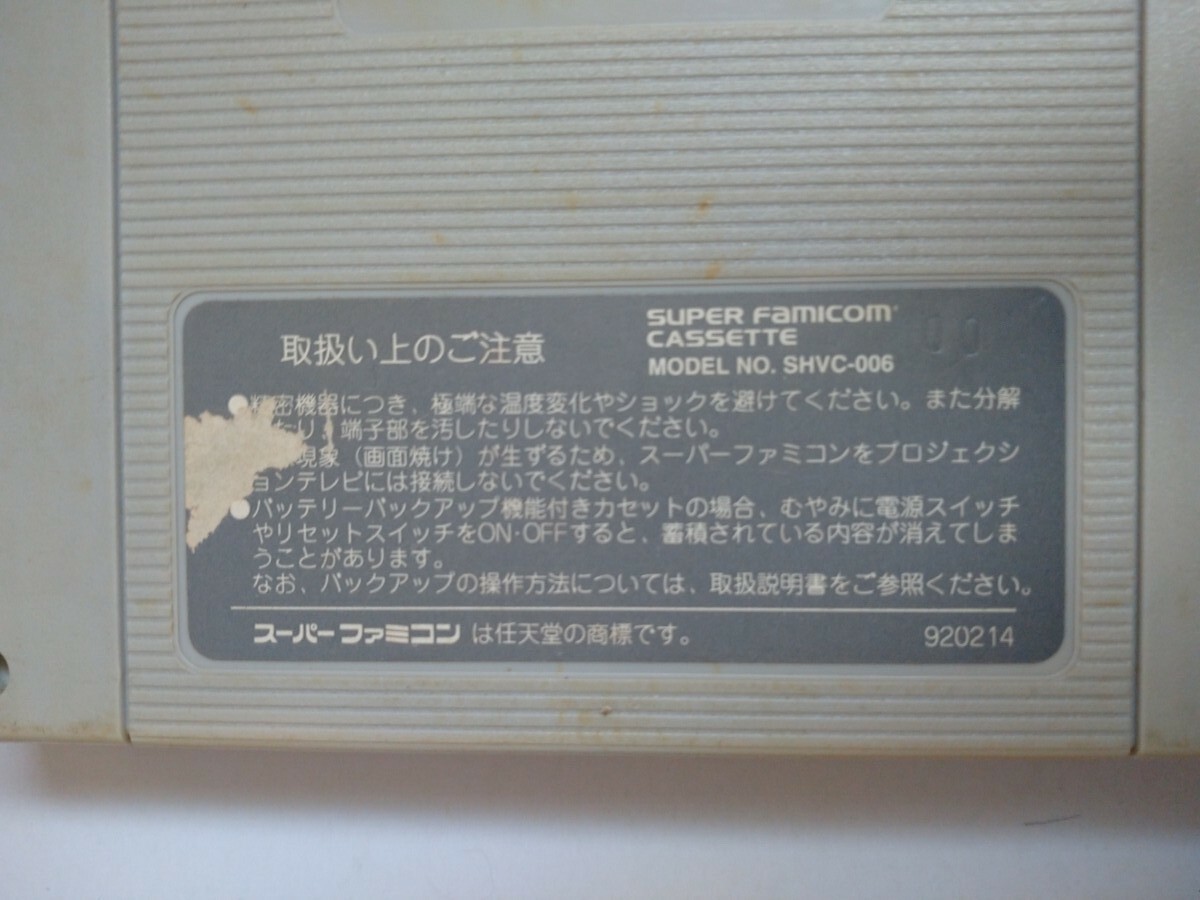 取扱い上のご注意
SUPER FAMICOM
CASSETTE
MODEL NO. SHVC-006
00
●精密機器につき、極端な温度変化やショックを避けてください。また分解
たり、端子部を汚したりしないでください。
現象（画面焼け）が生ずるため、スーパーファミコンをプロジェクシ
ョンテレビには接続しないでください。
●バッテリーバックアップ機能付きカセットの場合、むやみに電源スイッチ
やリセットスイッチをON・OFFすると、蓄積されている内容が消えてしま
うことがあります。
なお、バックアップの操作方法については、取扱説明書をご参照ください。
スーパーファミコン は任天堂の商標です。
920214